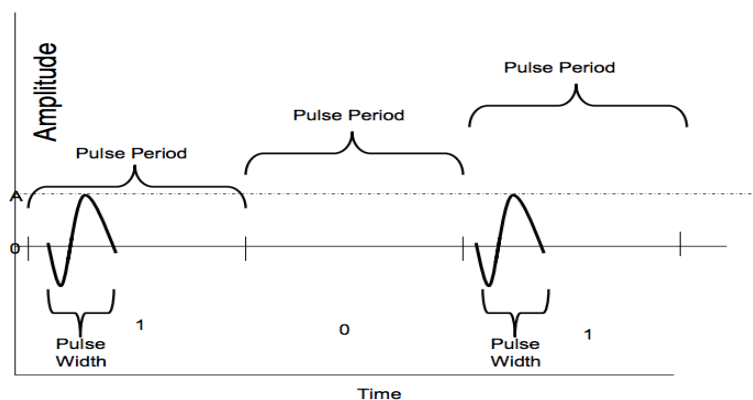 Amplitude
Pulse Period
Pulse Period
Pulse Period
A
0
1
0
1
Pulse
Width
Pulse
Width
Time